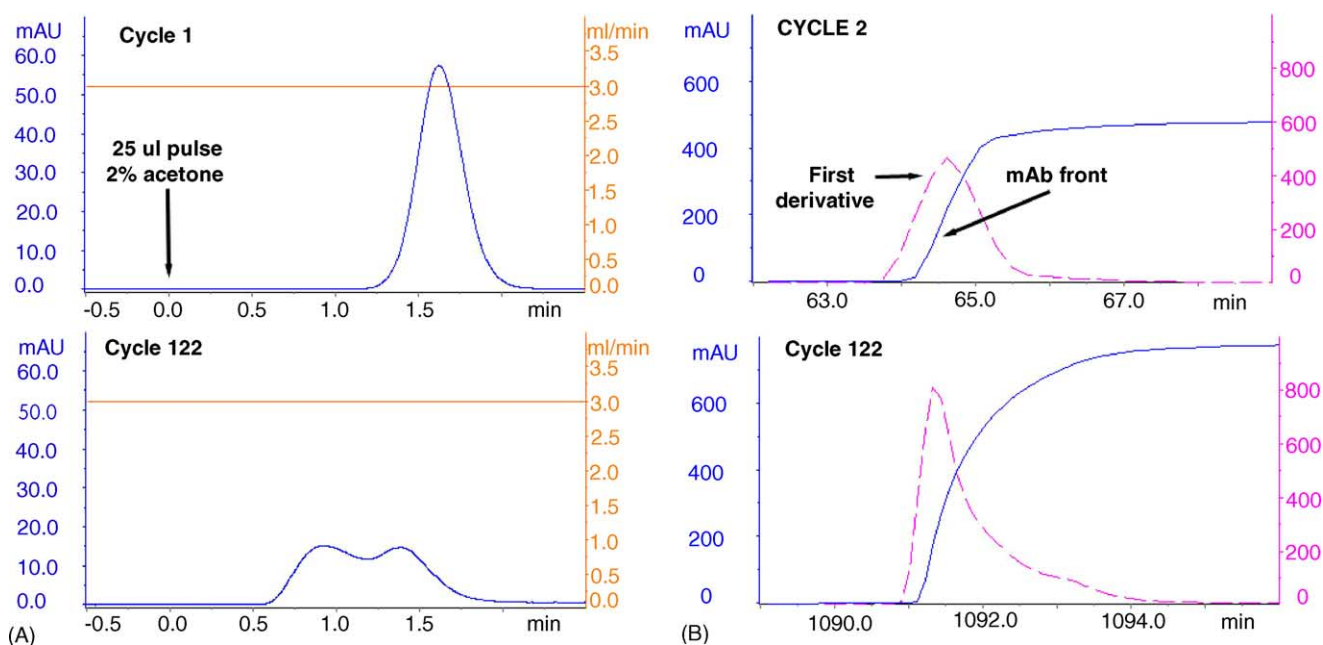 mAU
Cycle 1
ml/min
60.0
50.0
40.0
30.0
20.0
10.0
0.0
3.5
3.0
2.5
2.0
1.5
1.0
0.5
0.0
25 ul pulse
2% acetone
-0.5 0.0 0.5 1.0 1.5 min
mAU
CYCLE 2
600
400
200
0
800
600
400
200
0
First
derivative
mAb front
63.0 65.0 67.0 min
mAU
Cycle 122
ml/min
60.0
50.0
40.0
30.0
20.0
10.0
0.0
3.5
3.0
2.5
2.0
1.5
1.0
0.5
0.0
-0.5 0.0 0.5 1.0 1.5 min
(A)
mAU
Cycle 122
600
400
200
0
800
600
400
200
0
1090.0 1092.0 1094.0 min
(B)